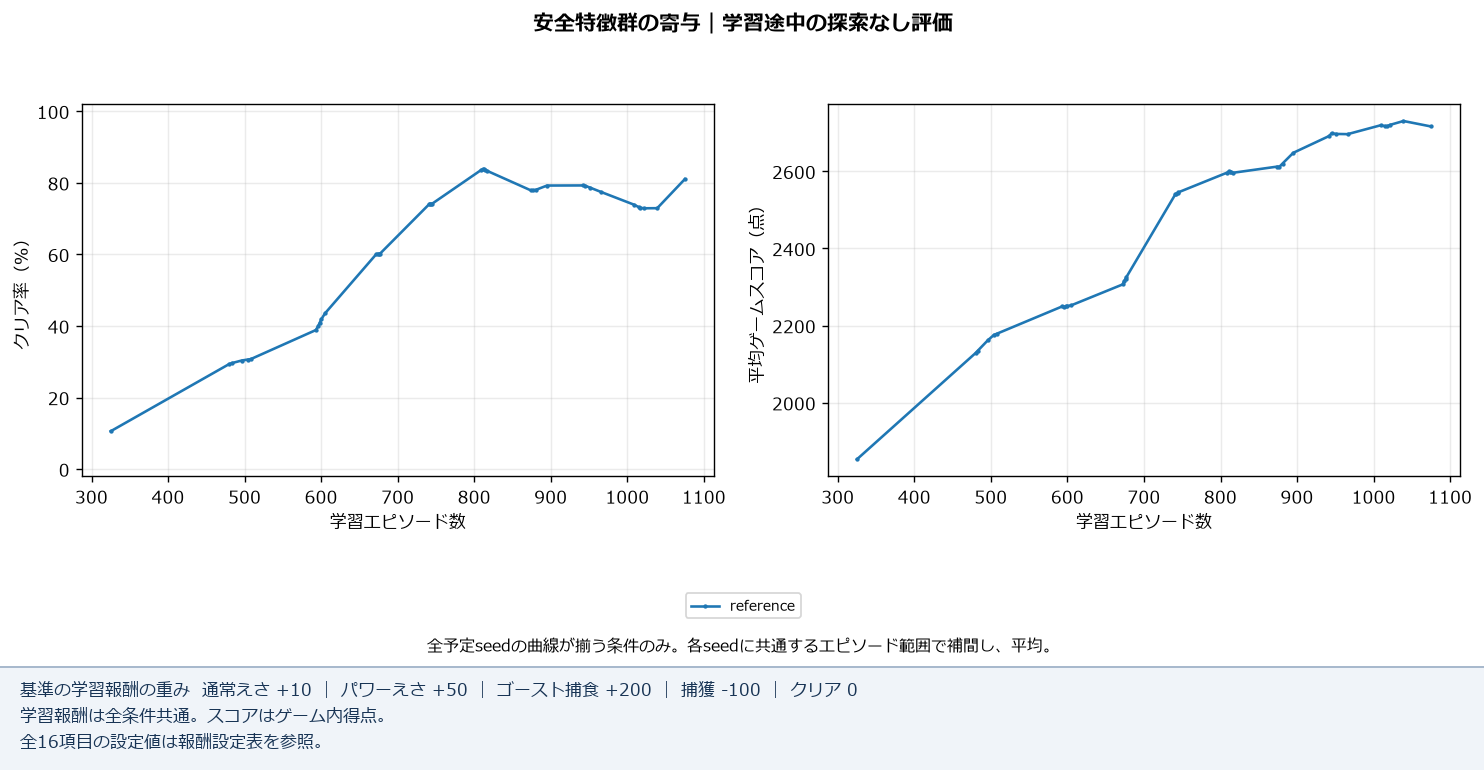 安全特徴群の寄与｜学習途中の探索なし評価
クリア率（%）
100
80
60
40
20
0
300 400 500 600 700 800 900 1000 1100
学習エピソード数
平均ゲームスコア（点）
2600
2400
2200
2000
300 400 500 600 700 800 900 1000 1100
学習エピソード数
reference
全予定seedの曲線が揃う条件のみ。各seedに共通するエピソード範囲で補間し、平均。
基準の学習報酬の重み 通常えさ +10 ｜ パワーえさ +50 ｜ ゴースト捕食 +200 ｜ 捕獲 -100 ｜ クリア 0
学習報酬は全条件共通。スコアはゲーム内得点。
全16項目の設定値は報酬設定表を参照。